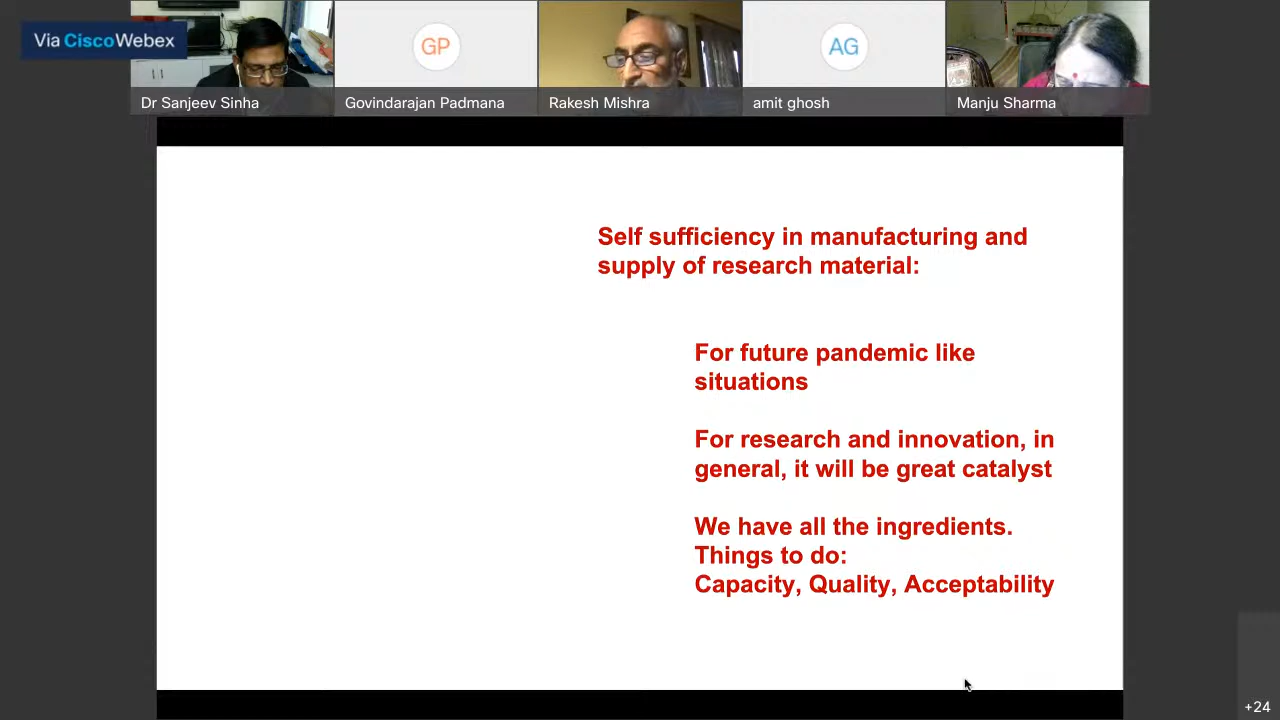 Via Cisco Webex
GP
AG
Dr Sanjeev Sinha
Govindarajan Padmana
Rakesh Mishra
amit ghosh
Manju Sharma
Self sufficiency in manufacturing and
supply of research material:
For future pandemic like
situations
For research and innovation, in
general, it will be great catalyst
We have all the ingredients.
Things to do:
Capacity, Quality, Acceptability
+24